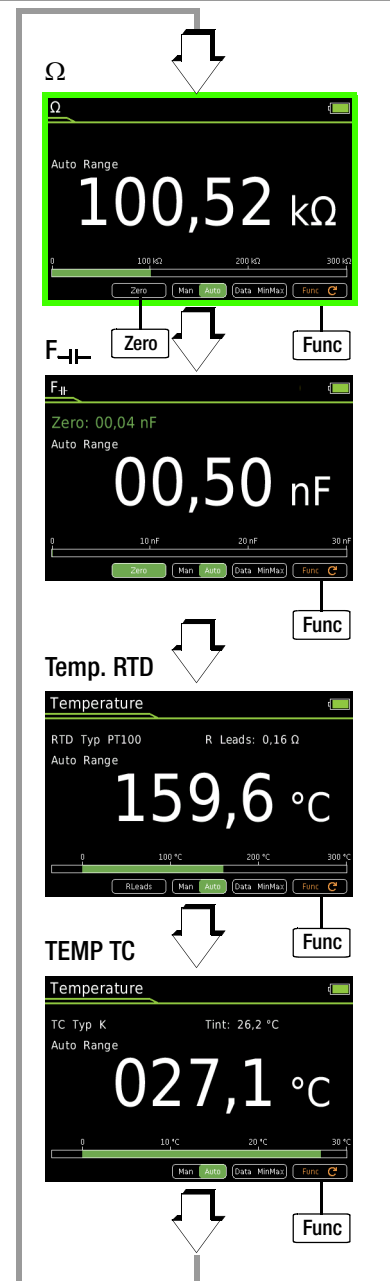 Ω
Ω
Auto Range
100,52 kΩ
0 100 kΩ 200 kΩ 300 kΩ
Zero Man Auto Data MinMax Func
Zero Func
F
F
Zero: 00,04 nF
Auto Range
00,50 nF
0 10 nF 20 nF 30 nF
Zero Man Auto Data MinMax Func
Func
Temp. RTD
Temperature
RTD Typ PT100 R Leads: 0,16 Ω
Auto Range
159,6 °C
0 100 °C 200 °C 300 °C
RLeads Man Auto Data MinMax Func
Func
TEMP TC
Temperature
TC Typ K Tint: 26,2 °C
Auto Range
027,1 °C
0 10 °C 20 °C 30 °C
Man Auto Data MinMax Func
Func